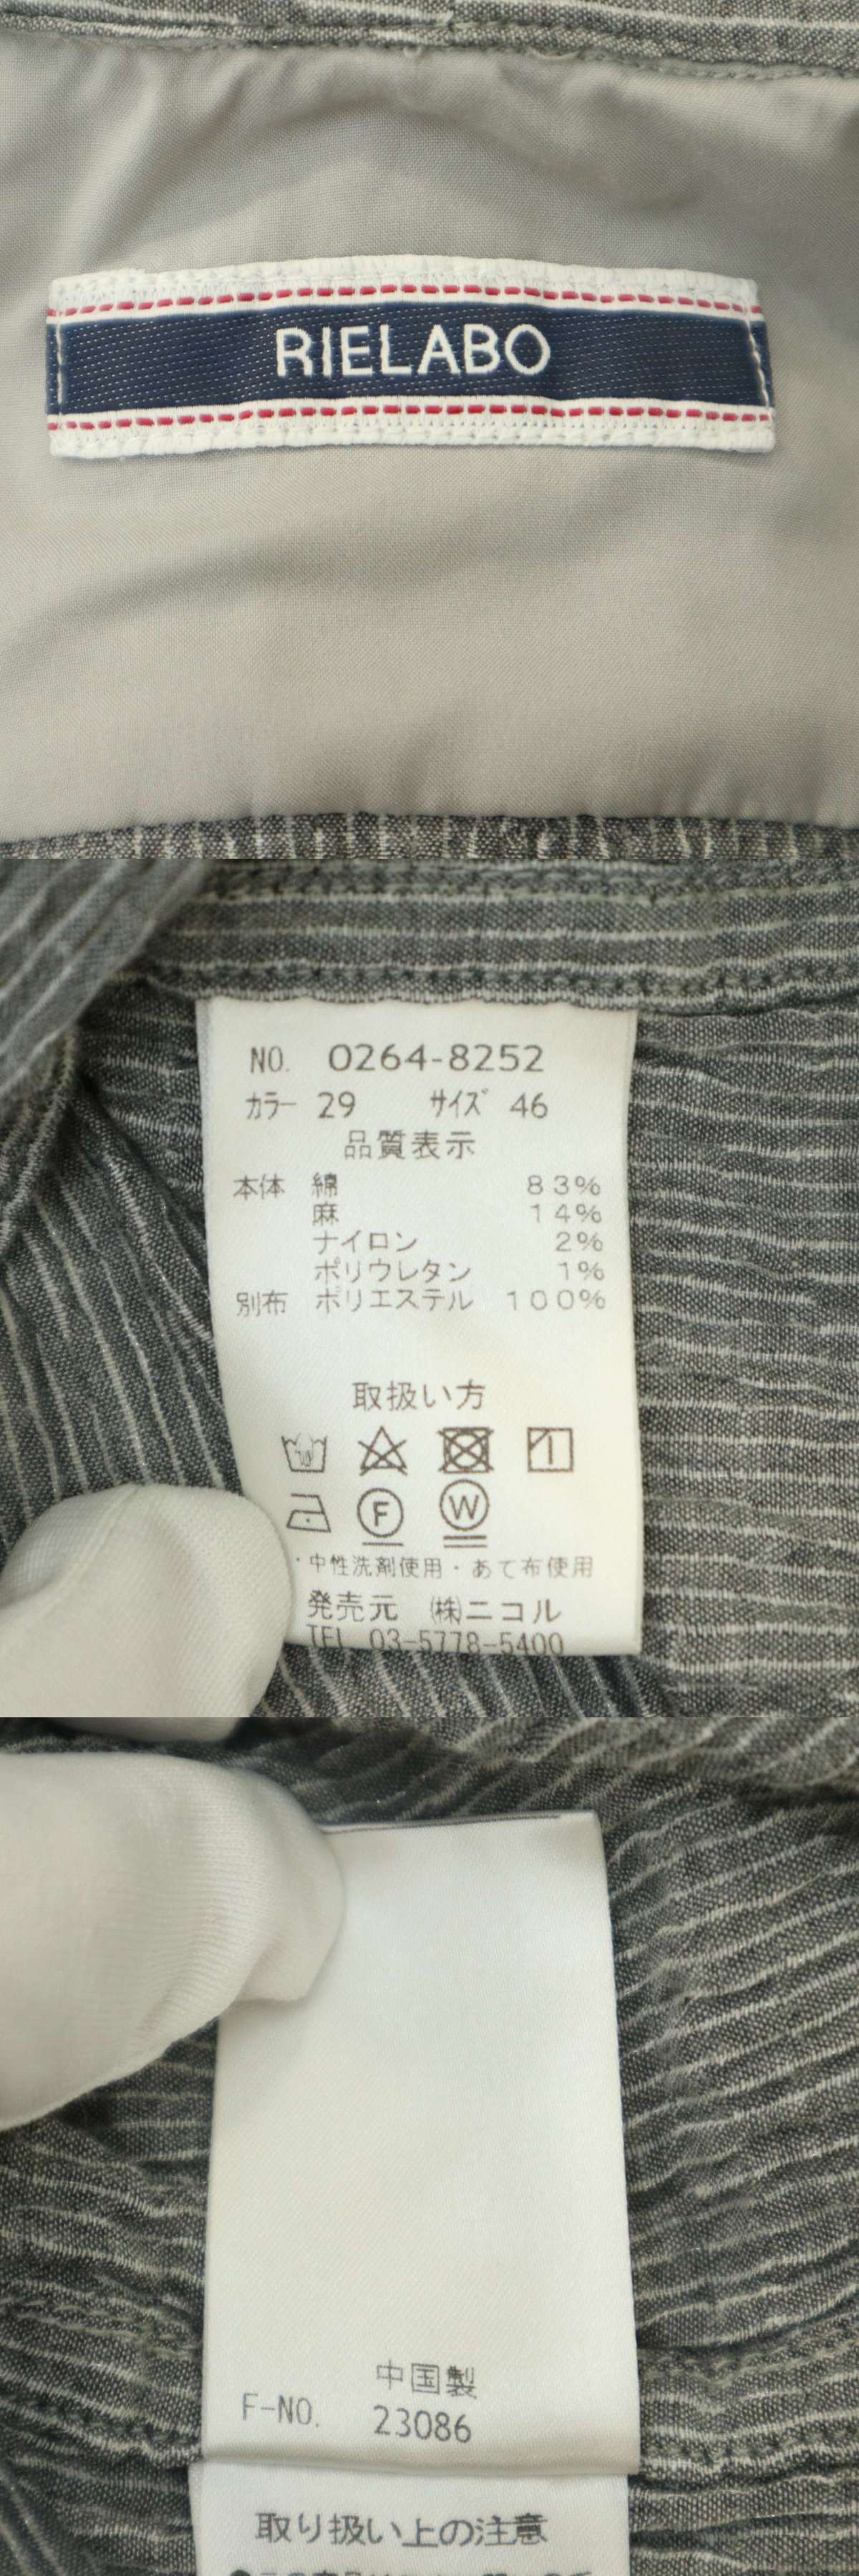 RIELABO
NO. 0264-8252
カラー 29 サイズ 46
品質表示
本体 綿 83%
麻 14%
ナイロン 2%
ポリウレタン 1%
別布 ポリエステル 100%
取扱い方
F W
・中性洗剤使用・あて布使用
発売元 ㈱ニコル
TEL 03-5778-5400
中国製
F-NO. 23086
取り扱い上の注意